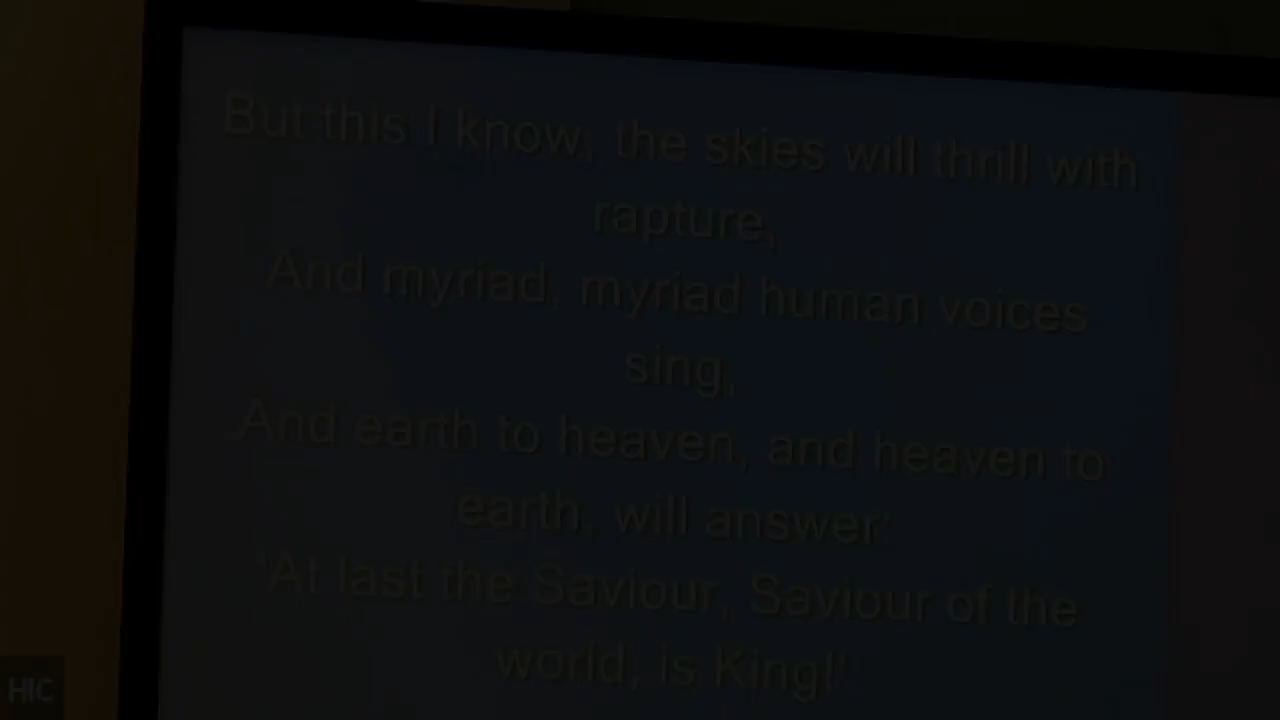 But this I know, the skies will thrill with
rapture,
And myriad, myriad human voices
sing,
And earth to heaven, and heaven to
earth, will answer:
'At last the Saviour, Saviour of the
world, is King!'
HIC